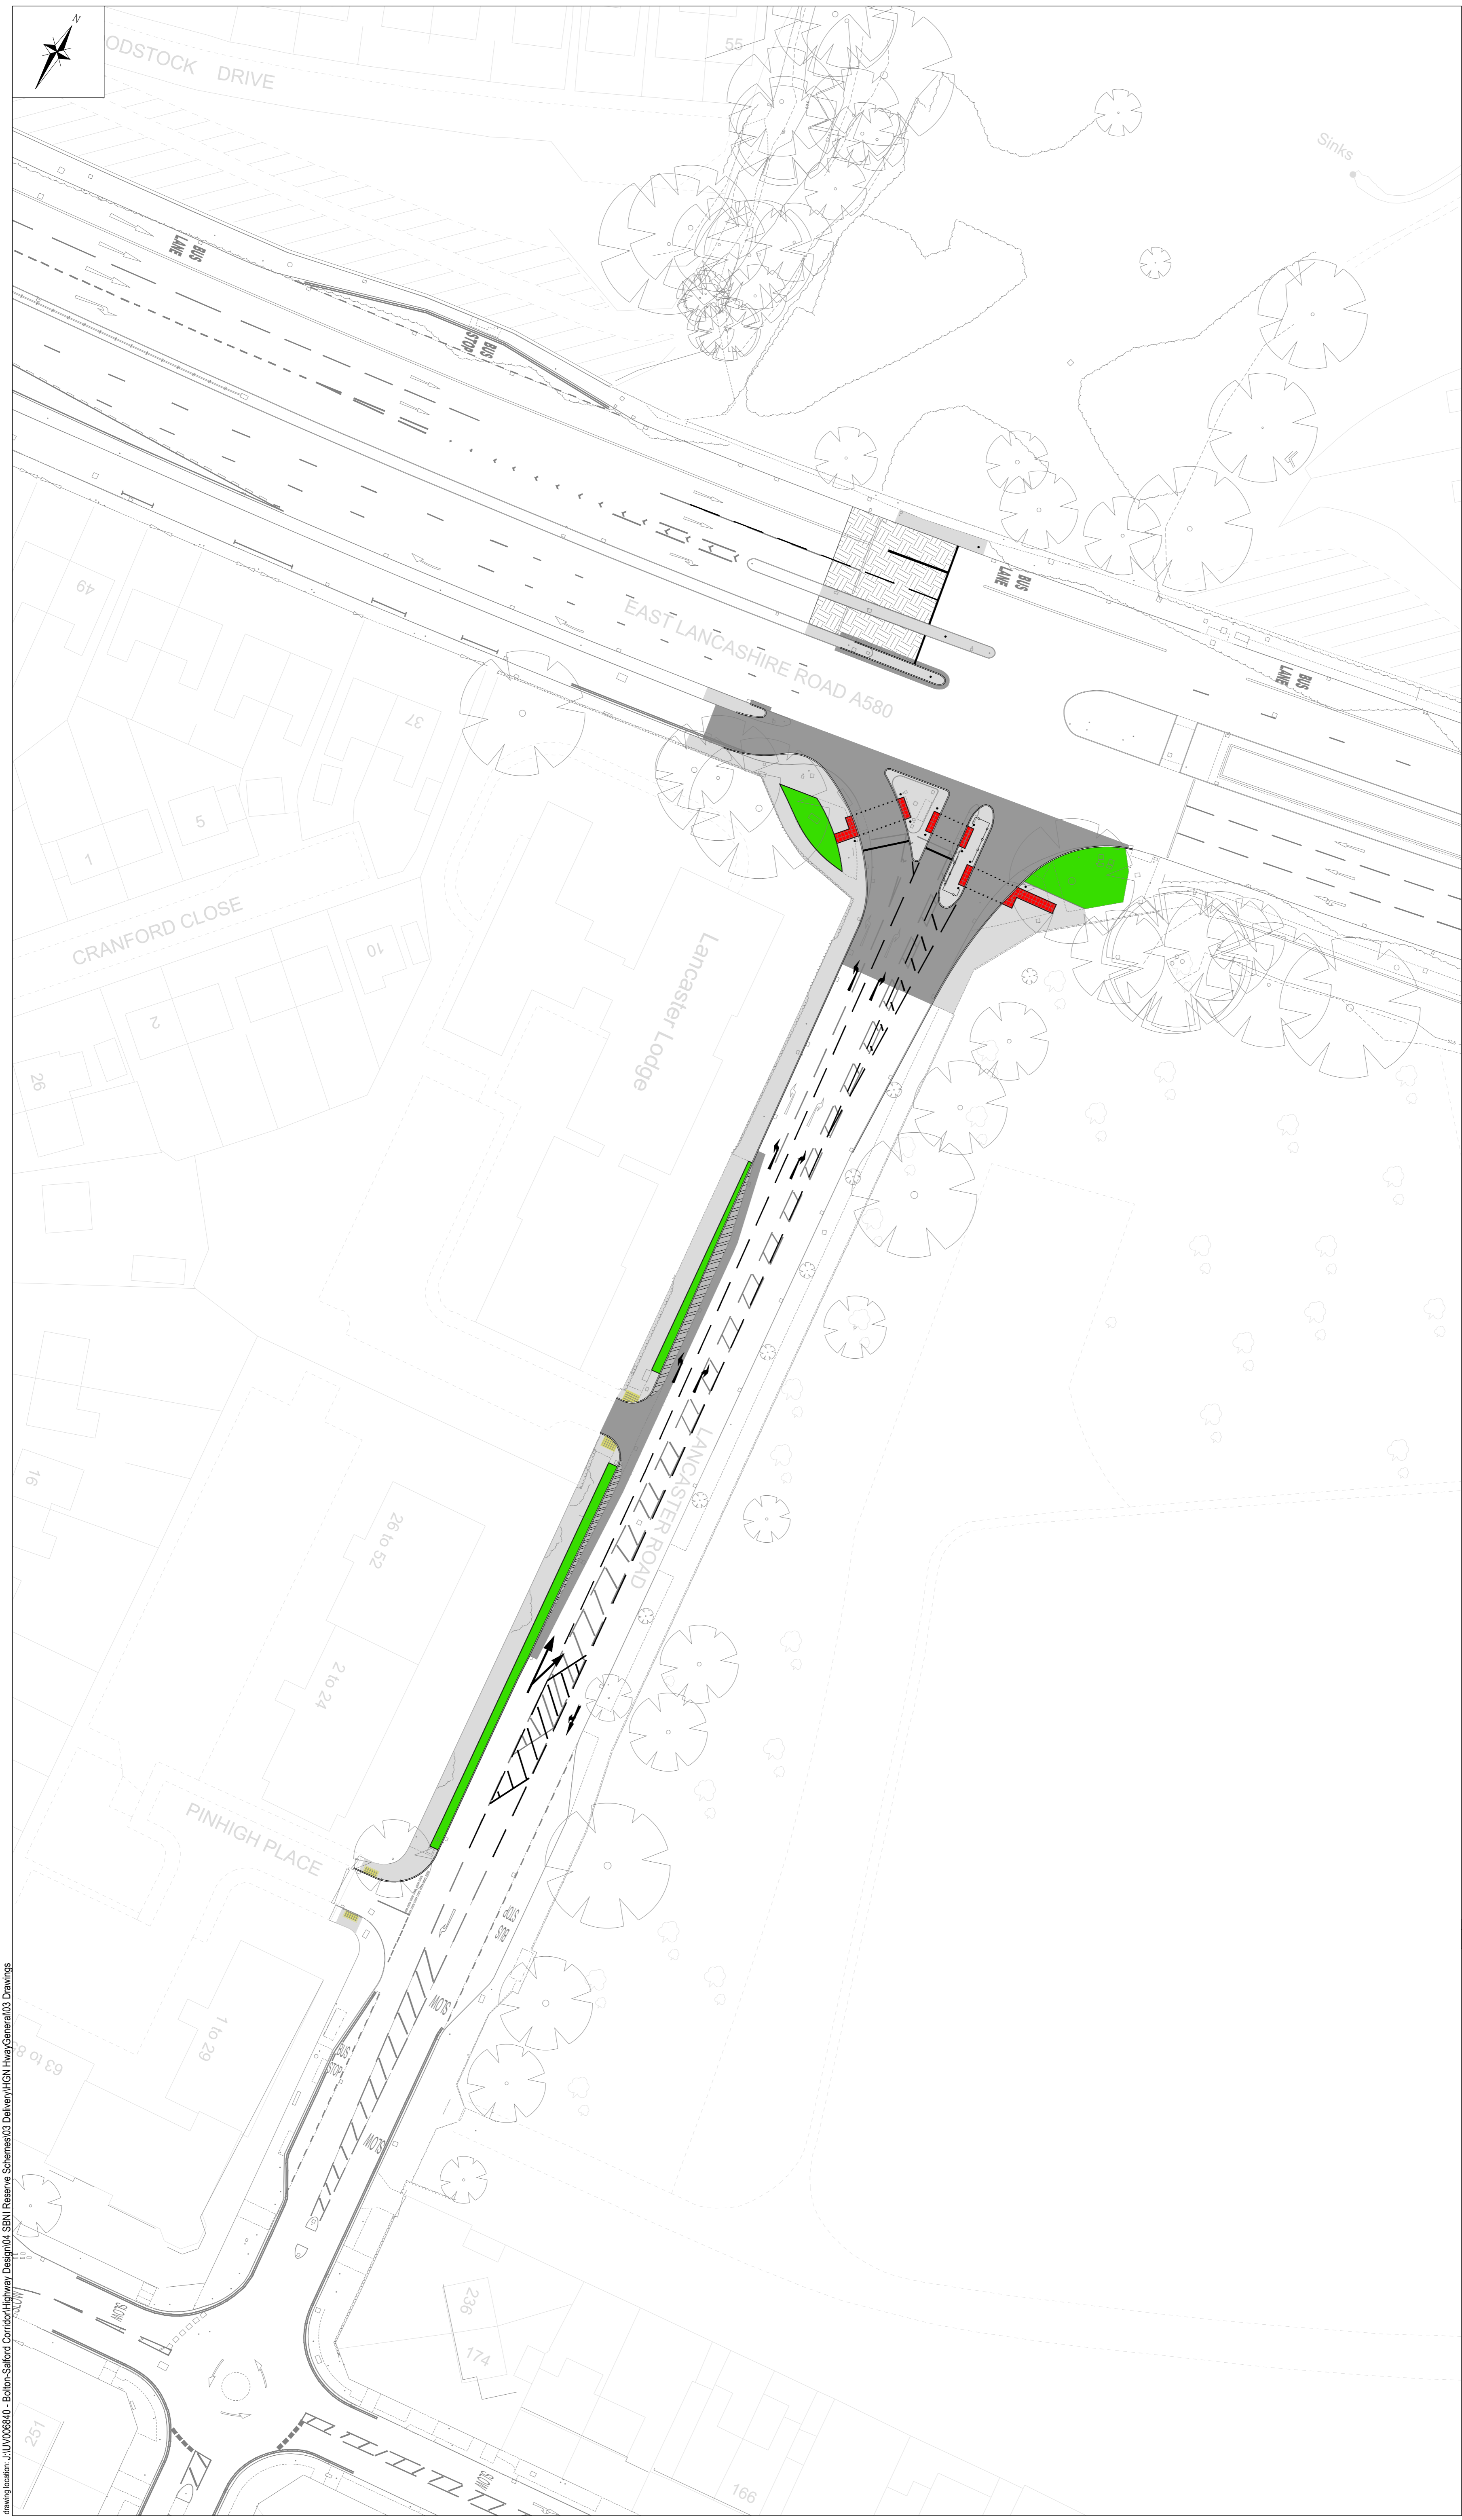 N
ODSTOCK DRIVE
55
Sinks
BUS
LANE
BUS
STOP
BUS
LANE
EAST LANCASHIRE ROAD A580
BUS
LANE
49
37
5
1
CRANFORD CLOSE
10
2
26
Lancaster Lodge
LANCASTER ROAD
16
26 to 52
2 to 24
PINHIGH PLACE
BUS
STOP
SLOW
1 to 29
BUS
STOP
SLOW
236
174
SLOW
SLOW
251
SLOW
166
drawing location: J:\UV006840 - Bolton-Salford Corridor\Highway Design\04 SBNI Reserve Schemes\03 Delivery\HGN HwayGeneral\03 Drawings